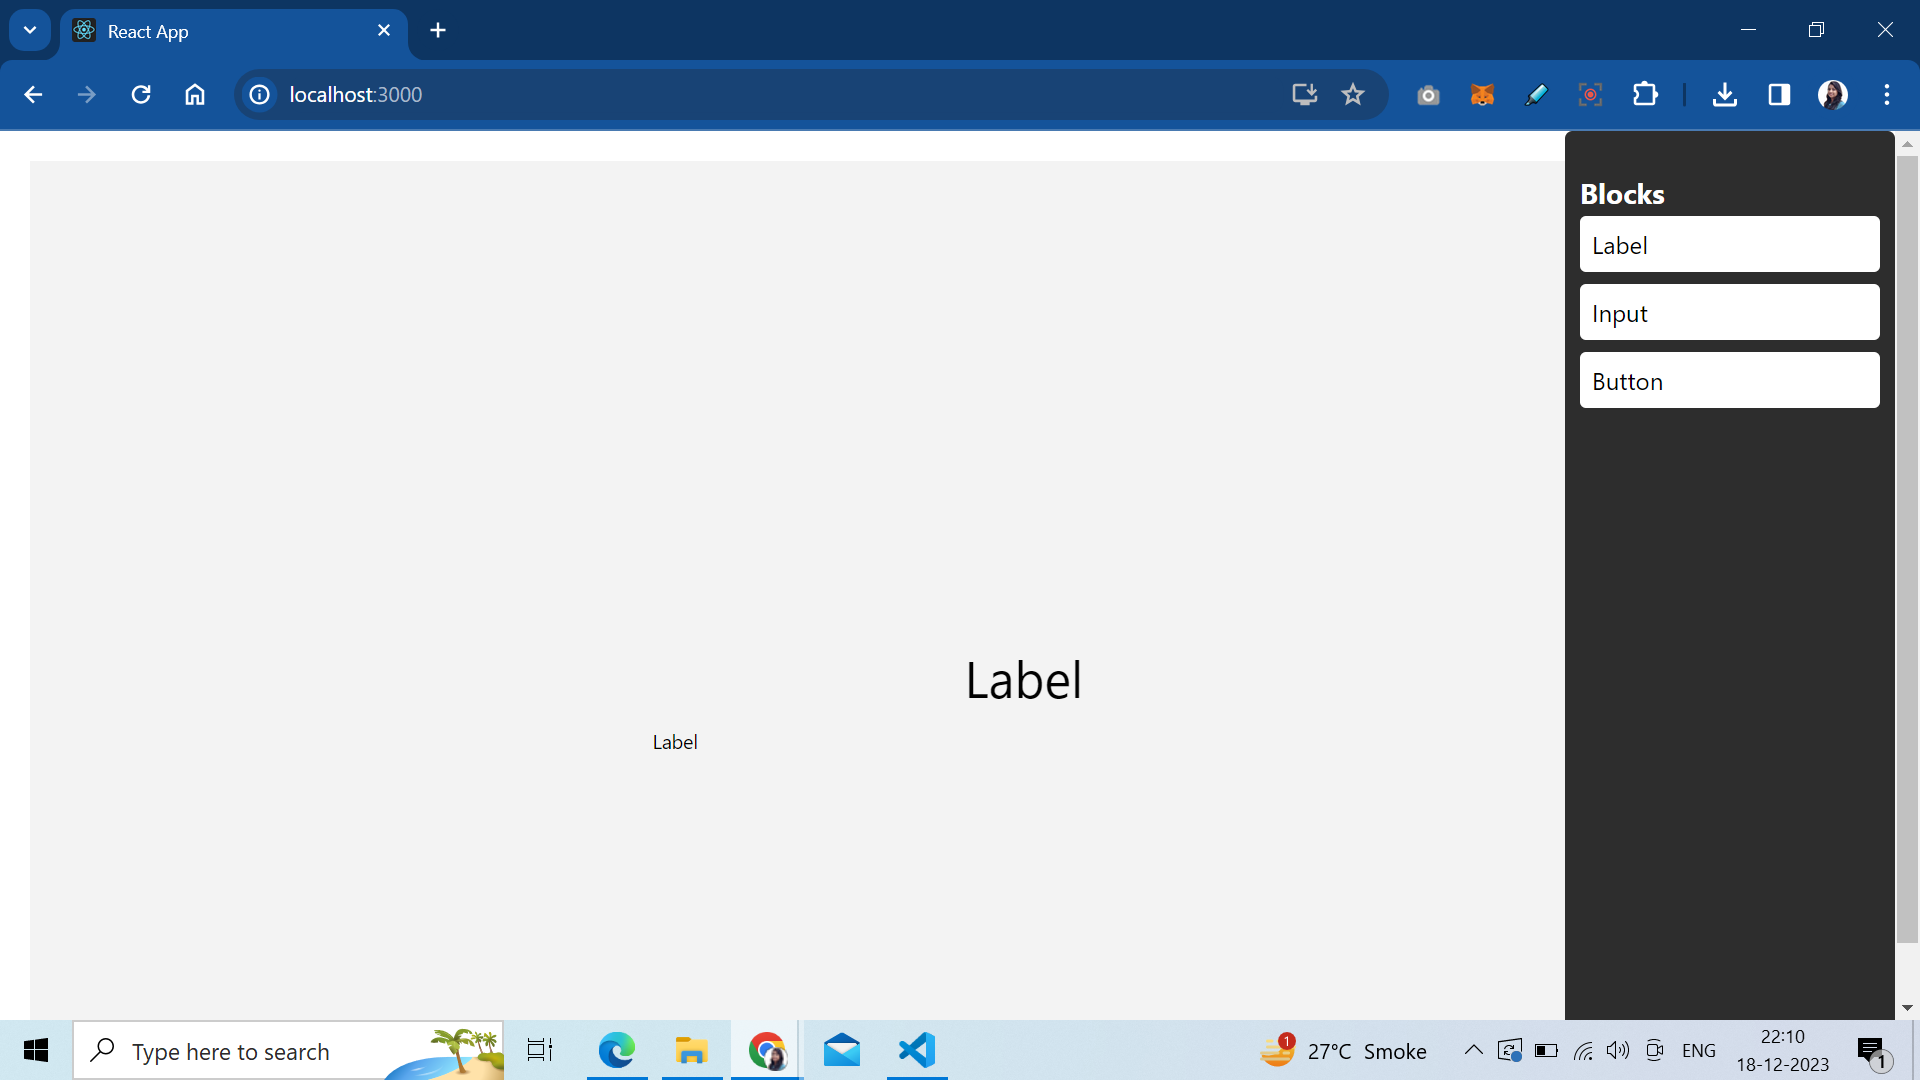 React App
localhost:3000
Blocks
Label
Input
Button
Label
Label
Type here to search
1
27°C Smoke
ENG
22:10
18-12-2023
1